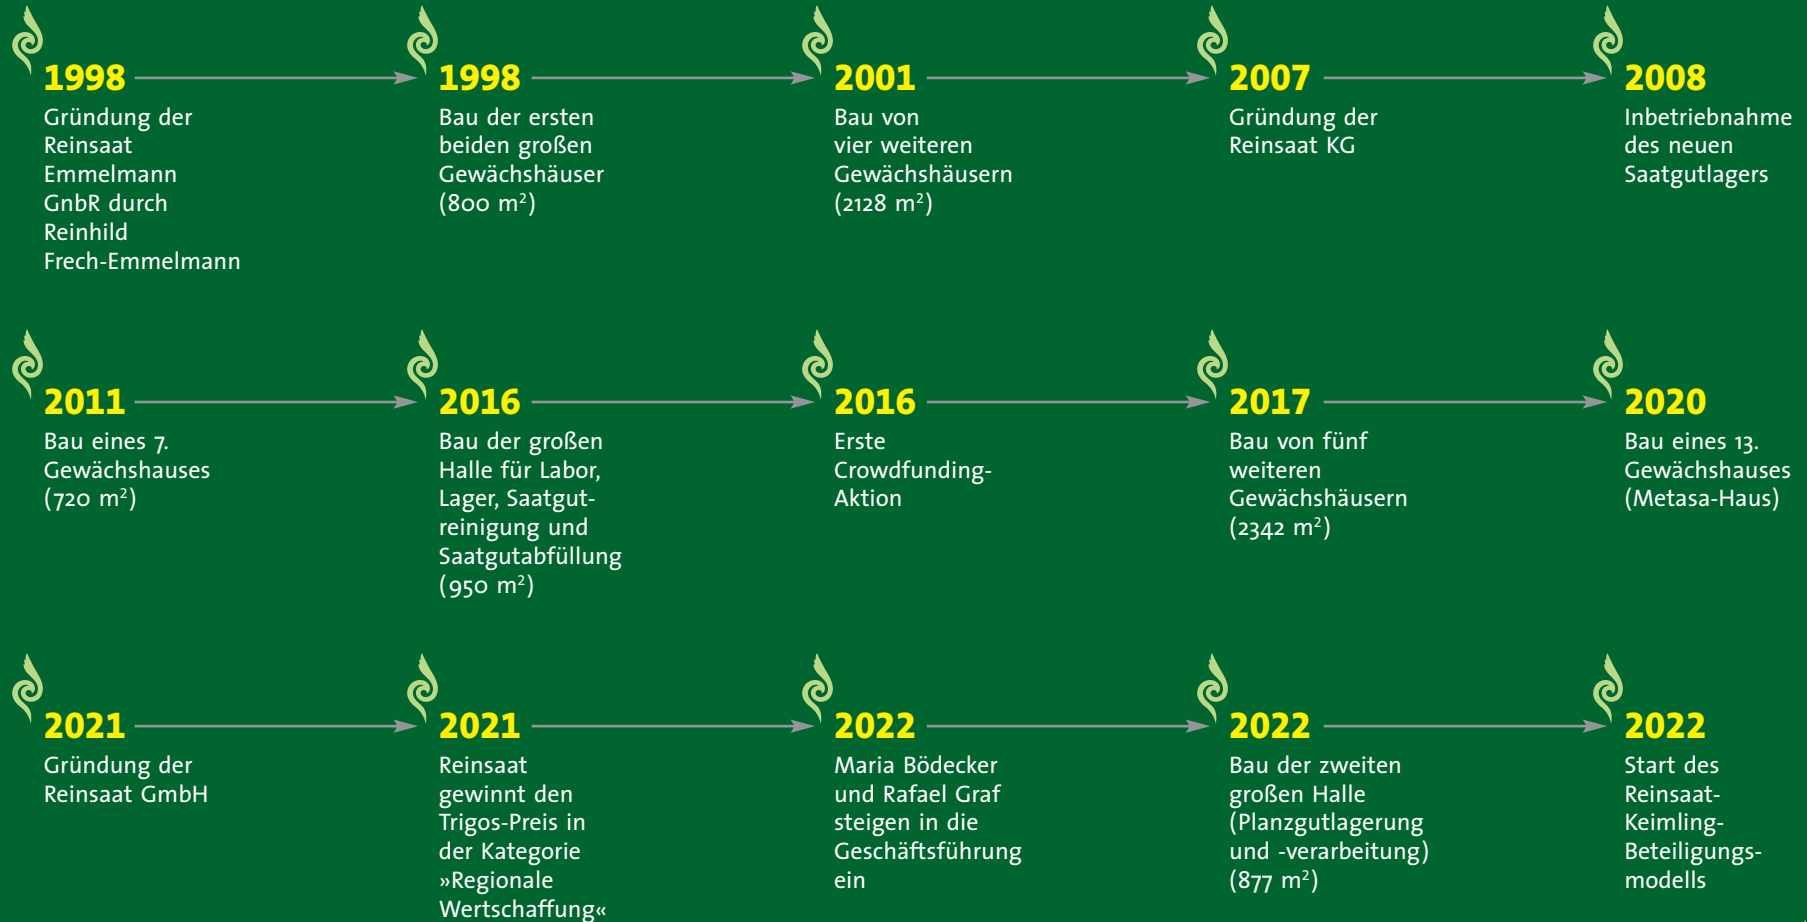 1998
Gründung der
Reinsaat
Emmelmann
GnbR durch
Reinhild
Frech-Emmelmann
1998
Bau der ersten
beiden großen
Gewächshäuser
(800 m²)
2001
Bau von
vier weiteren
Gewächshäusern
(2128 m²)
2007
Gründung der
Reinsaat KG
2008
Inbetriebnahme
des neuen
Saatgutlagers
2011
Bau eines 7.
Gewächshauses
(720 m²)
2016
Bau der großen
Halle für Labor,
Lager, Saatgut-
reinigung und
Saatgutabfüllung
(950 m²)
2016
Erste
Crowdfunding-
Aktion
2017
Bau von fünf
weiteren
Gewächshäusern
(2342 m²)
2020
Bau eines 13.
Gewächshauses
(Metasa-Haus)
2021
Gründung der
Reinsaat GmbH
2021
Reinsaat
gewinnt den
Trigos-Preis in
der Kategorie
»Regionale
Wertschaffung«
2022
Maria Bödecker
und Rafael Graf
steigen in die
Geschäftsführung
ein
2022
Bau der zweiten
großen Halle
(Planzgutlagerung
und -verarbeitung)
(877 m²)
2022
Start des
Reinsaat-
Keimling-
Beteiligungs-
modells